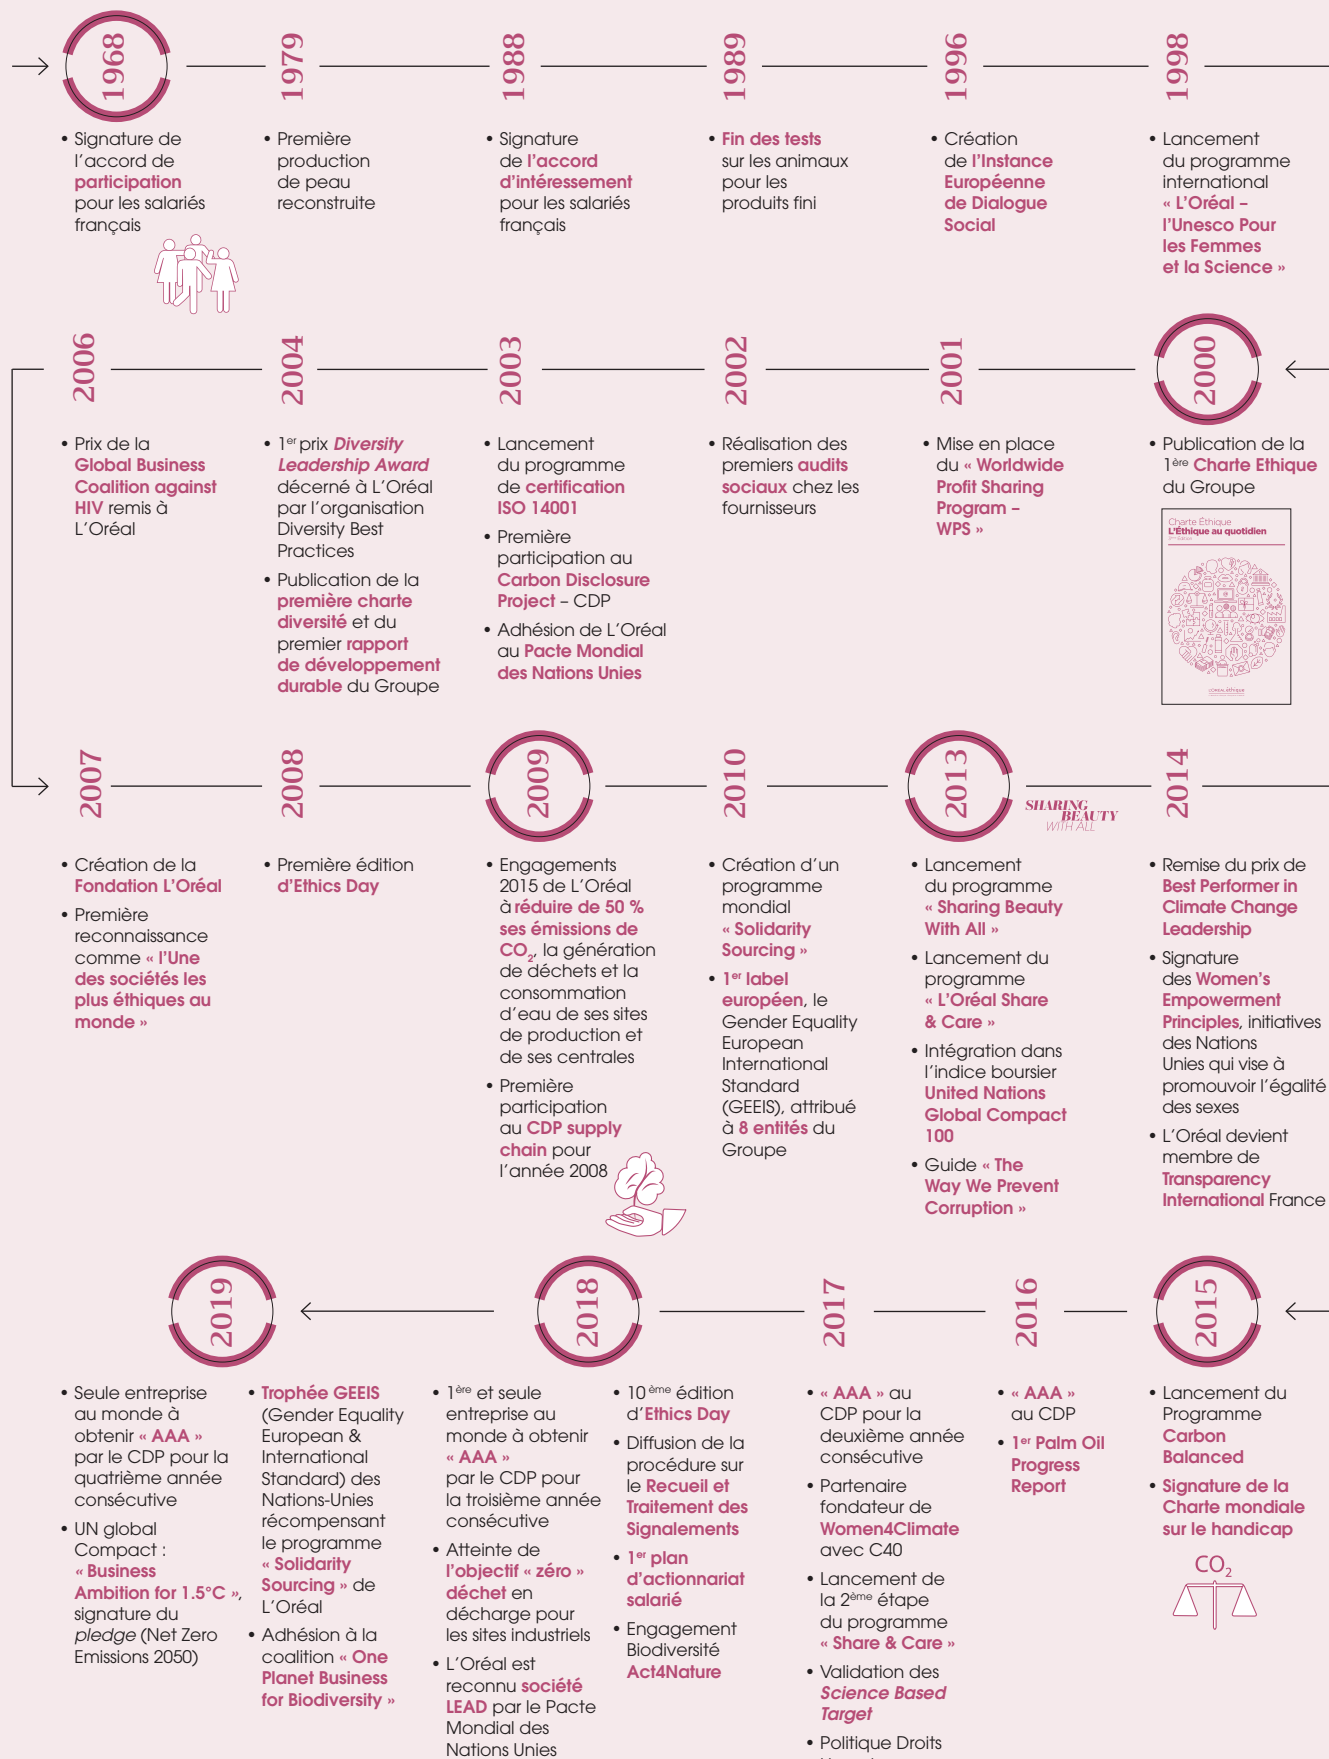 1968
• Signature de
l'accord de
participation
pour les salariés
français
1979
• Première
production
de peau
reconstruite
1988
• Signature
de l'accord
d'intéressement
pour les salariés
français
1989
• Fin des tests
sur les animaux
pour les
produits fini
1996
• Création
de l'Instance
Européenne
de Dialogue
Social
1998
• Lancement
du programme
international
« L'Oréal –
l'Unesco Pour
les Femmes
et la Science »
2000
• Publication de la
1ère Charte Ethique
du Groupe
Charte Éthique
L'Éthique au quotidien
L'ORÉAL éthique
2001
• Mise en place
du « Worldwide
Profit Sharing
Program –
WPS »
2002
• Réalisation des
premiers audits
sociaux chez les
fournisseurs
2003
• Lancement
du programme
de certification
ISO 14001
• Première
participation au
Carbon Disclosure
Project – CDP
• Adhésion de L'Oréal
au Pacte Mondial
des Nations Unies
2004
• 1er prix Diversity
Leadership Award
décerné à L'Oréal
par l'organisation
Diversity Best
Practices
• Publication de la
première charte
diversité et du
premier rapport
de développement
durable du Groupe
2006
• Prix de la
Global Business
Coalition against
HIV remis à
L'Oréal
2007
• Création de la
Fondation L'Oréal
• Première
reconnaissance
comme « l'Une
des sociétés les
plus éthiques au
monde »
2008
• Première édition
d'Ethics Day
2009
• Engagements
2015 de L'Oréal
à réduire de 50 %
ses émissions de
CO2, la génération
de déchets et la
consommation
d'eau de ses sites
de production et
de ses centrales
• Première
participation
au CDP supply
chain pour
l'année 2008
2010
• Création d'un
programme
mondial
« Solidarity
Sourcing »
• 1er label
européen, le
Gender Equality
European
International
Standard
(GEEIS), attribué
à 8 entités du
Groupe
2013
SHARING
BEAUTY
WITH ALL
• Lancement
du programme
« Sharing Beauty
With All »
• Lancement du
programme
« L'Oréal Share
& Care »
• Intégration dans
l'indice boursier
United Nations
Global Compact
100
• Guide « The
Way We Prevent
Corruption »
2014
• Remise du prix de
Best Performer in
Climate Change
Leadership
• Signature
des Women's
Empowerment
Principles, initiatives
des Nations
Unies qui vise à
promouvoir l'égalité
des sexes
• L'Oréal devient
membre de
Transparency
International France
2015
• Lancement du
Programme
Carbon
Balanced
• Signature de la
Charte mondiale
sur le handicap
CO2
2016
• « AAA »
au CDP
• 1er Palm Oil
Progress
Report
2017
• « AAA » au
CDP pour la
deuxième année
consécutive
• Partenaire
fondateur de
Women4Climate
avec C40
• Lancement de
la 2ème étape
du programme
« Share & Care »
• Validation des
Science Based
Target
• Politique Droits
2018
• 1ère et seule
entreprise au
monde à obtenir
« AAA »
par le CDP pour
la troisième année
consécutive
• Atteinte de
l'objectif « zéro »
déchet en
décharge pour
les sites industriels
• L'Oréal est
reconnu société
LEAD par le Pacte
Mondial des
Nations Unies
• 10ème édition
d'Ethics Day
• Diffusion de la
procédure sur
le Recueil et
Traitement des
Signalements
• 1er plan
d'actionnariat
salarié
• Engagement
Biodiversité
Act4Nature
2019
• Seule entreprise
au monde à
obtenir « AAA »
par le CDP pour la
quatrième année
consécutive
• UN global
Compact :
« Business
Ambition for 1.5°C »,
signature du
pledge (Net Zero
Emissions 2050)
• Trophée GEEIS
(Gender Equality
European &
International
Standard) des
Nations-Unies
récompensant
le programme
« Solidarity
Sourcing » de
L'Oréal
• Adhésion à la
coalition « One
Planet Business
for Biodiversity »